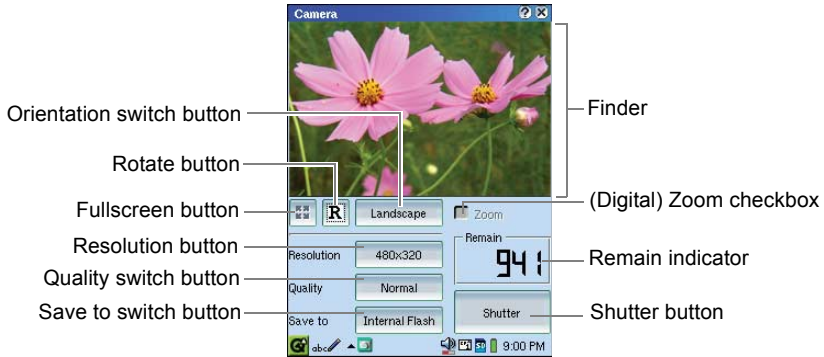 Camera
Orientation switch button
Finder
Rotate button
Fullscreen button
R
Landscape
Zoom
(Digital) Zoom checkbox
Resolution button
Resolution
480x320
Remain
941
Remain indicator
Quality switch button
Quality
Normal
Save to switch button
Save to
Internal Flash
Shutter
Shutter button
abc
9:00 PM